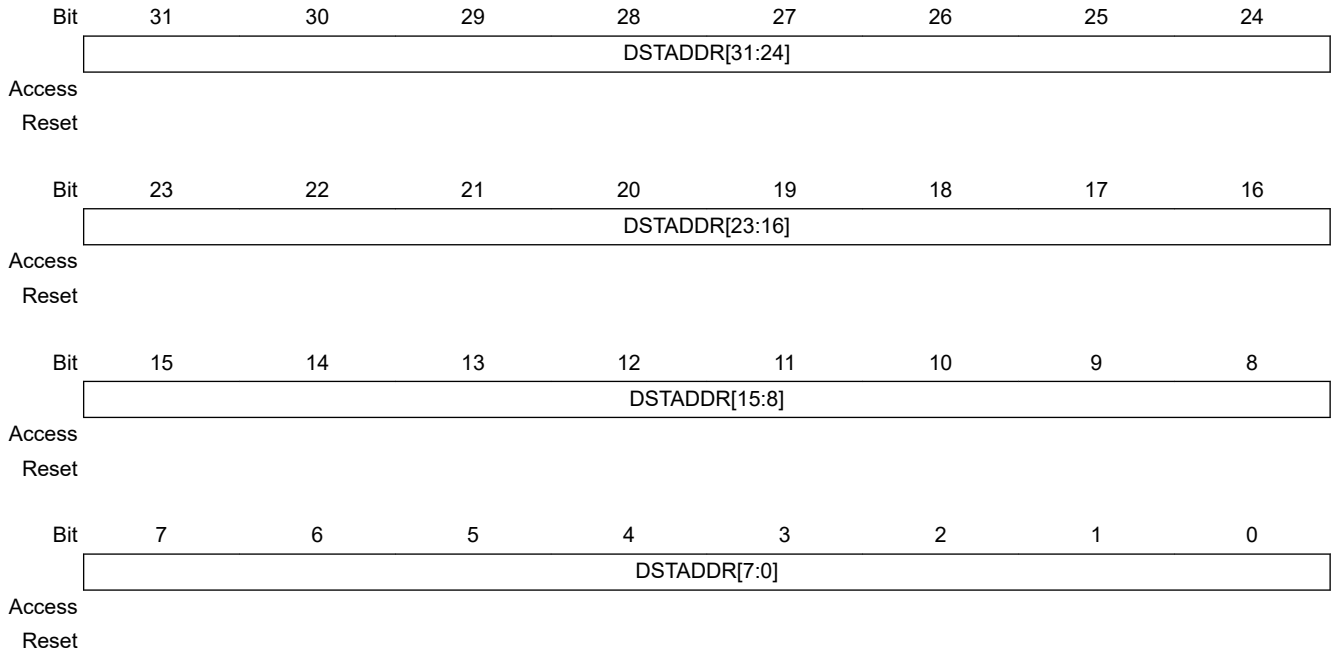 Bit 31 30 29 28 27 26 25 24
DSTADDR[31:24]
Access
Reset
Bit 23 22 21 20 19 18 17 16
DSTADDR[23:16]
Access
Reset
Bit 15 14 13 12 11 10 9 8
DSTADDR[15:8]
Access
Reset
Bit 7 6 5 4 3 2 1 0
DSTADDR[7:0]
Access
Reset